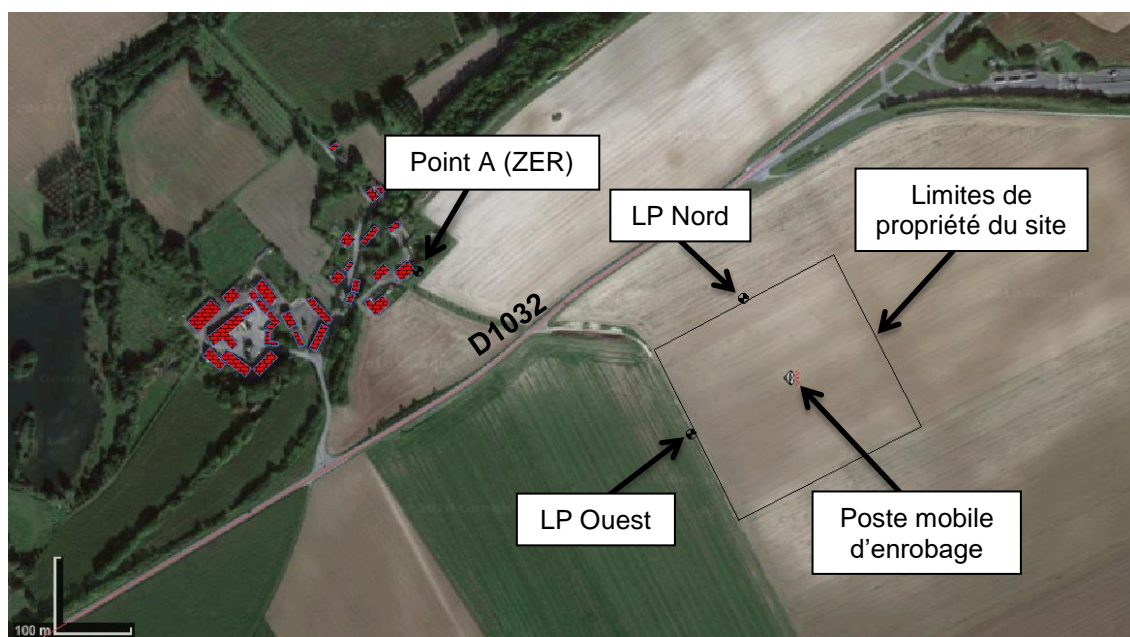 Point A (ZER)
LP Nord
Limites de
propriété du site
D1032
LP Ouest
Poste mobile
d'enrobage
100 m